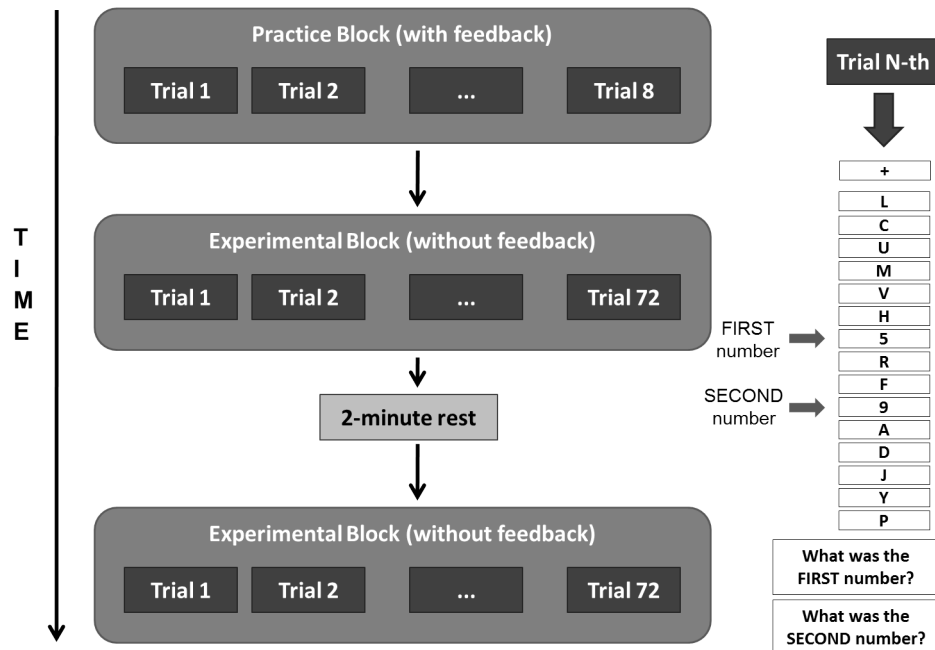 T
I
M
E
Practice Block (with feedback)
Trial 1 Trial 2 ... Trial 8
Experimental Block (without feedback)
Trial 1 Trial 2 ... Trial 72
2-minute rest
Experimental Block (without feedback)
Trial 1 Trial 2 ... Trial 72
Trial N-th
+
L
C
U
M
V
H
FIRST
number
5
R
F
SECOND
number
9
A
D
J
Y
P
What was the
FIRST number?
What was the
SECOND number?